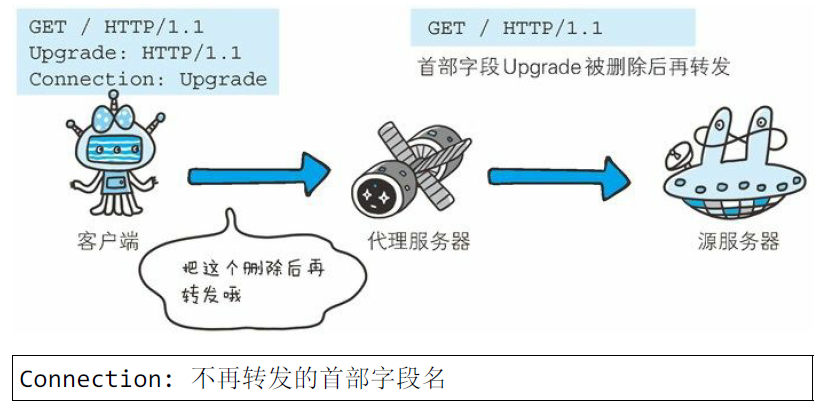 GET / HTTP/1.1
Upgrade: HTTP/1.1
Connection: Upgrade
GET / HTTP/1.1
首部字段Upgrade被删除后再转发
客户端
代理服务器
源服务器
把这个删除后再
转发哦
Connection: 不再转发的首部字段名